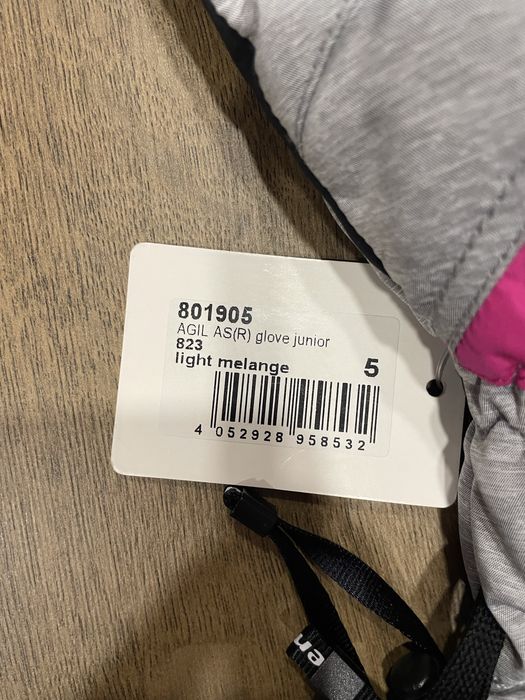 801905
AGIL AS(R) glove junior
823
light melange 5
4 052928 958532